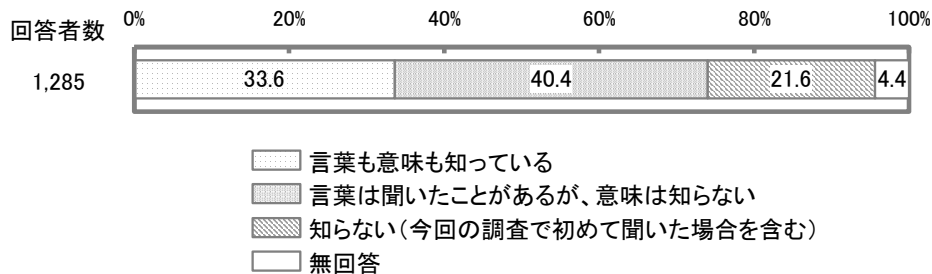 0% 20% 40% 60% 80% 100%
回答者数
1,285 33.6 40.4 21.6 4.4
言葉も意味も知っている
言葉は聞いたことがあるが、意味は知らない
知らない(今回の調査で初めて聞いた場合を含む)
無回答